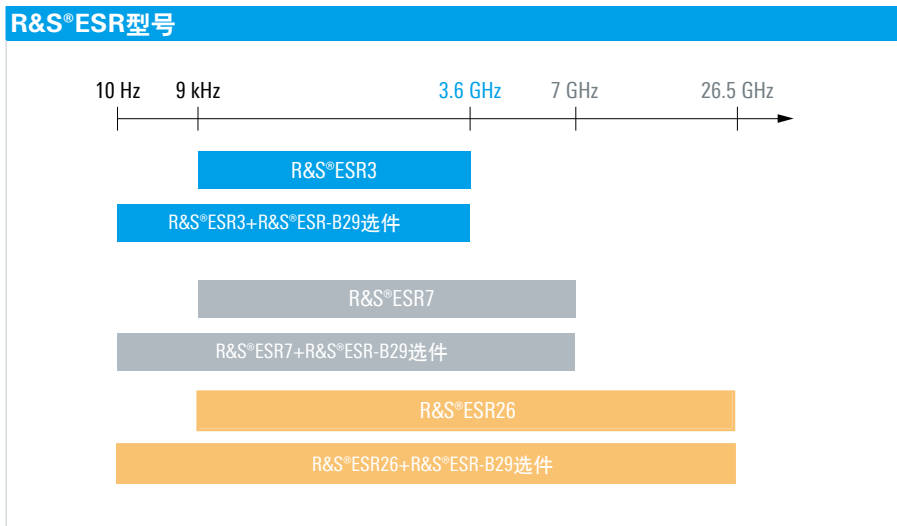 R&S®ESR型号
10 Hz 9 kHz 3.6 GHz 7 GHz 26.5 GHz
R&S®ESR3
R&S®ESR3+R&S®ESR-B29选件
R&S®ESR7
R&S®ESR7+R&S®ESR-B29选件
R&S®ESR26
R&S®ESR26+R&S®ESR-B29选件